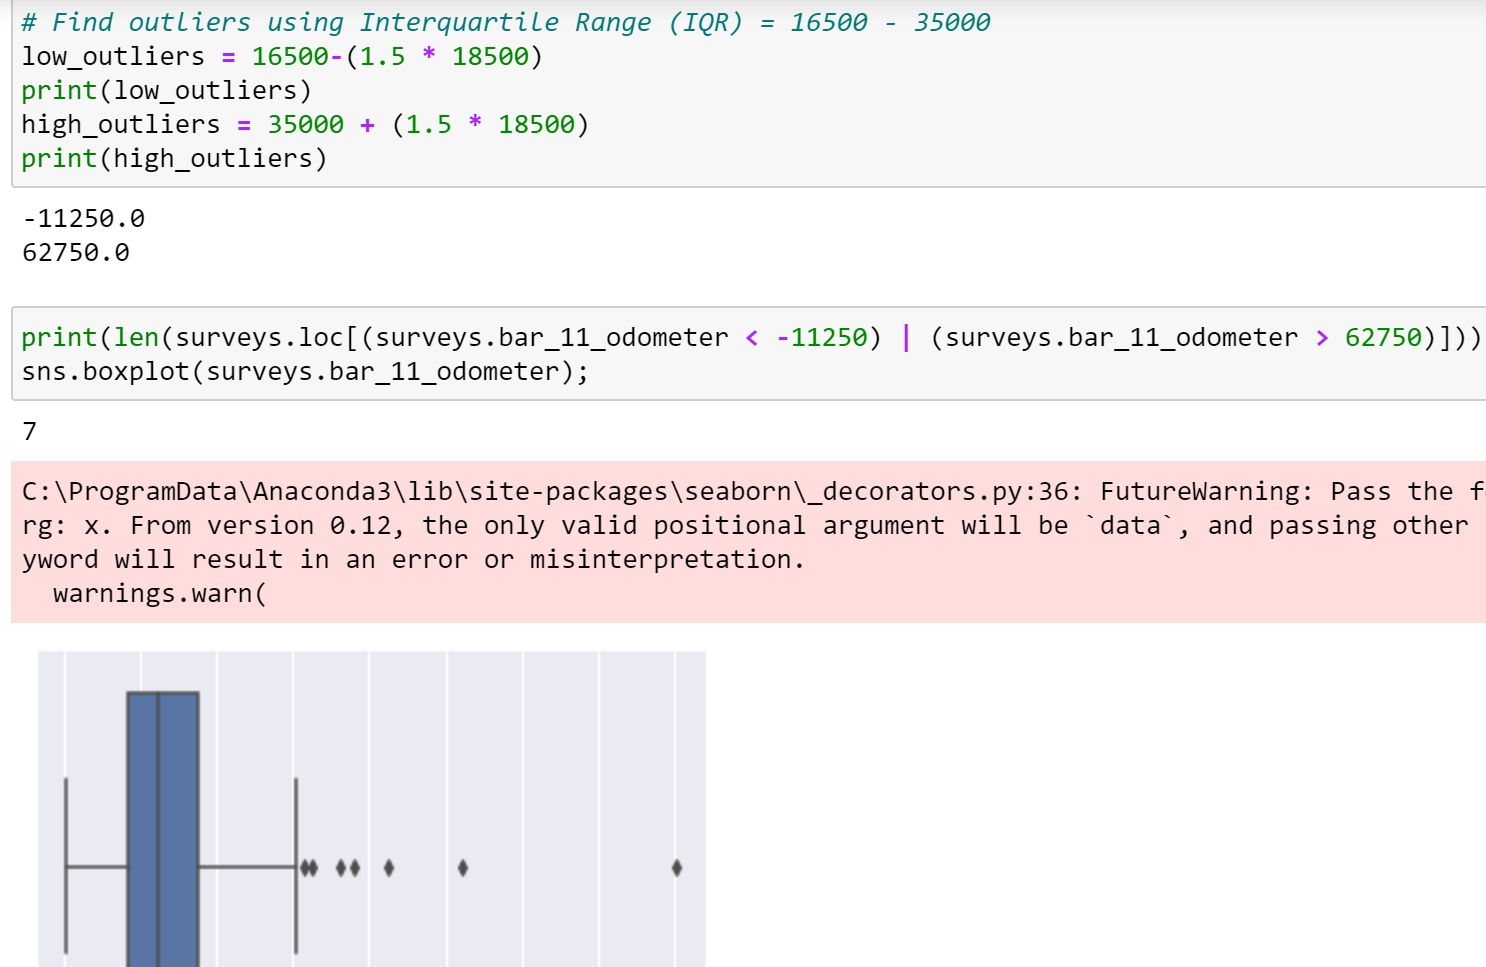 # Find outliers using Interquartile Range (IQR) = 16500 - 35000
low_outliers = 16500-(1.5 * 18500)
print(low_outliers)
high_outliers = 35000 + (1.5 * 18500)
print(high_outliers)
-11250.0
62750.0
print(len(surveys.loc[(surveys.bar_11_odometer < -11250) | (surveys.bar_11_odometer > 62750)]))
sns.boxplot(surveys.bar_11_odometer);
7
C:\ProgramData\Anaconda3\lib\site-packages\seaborn\_decorators.py:36: FutureWarning: Pass the
rg: x. From version 0.12, the only valid positional argument will be `data`, and passing other
yword will result in an error or misinterpretation.
  warnings.warn(